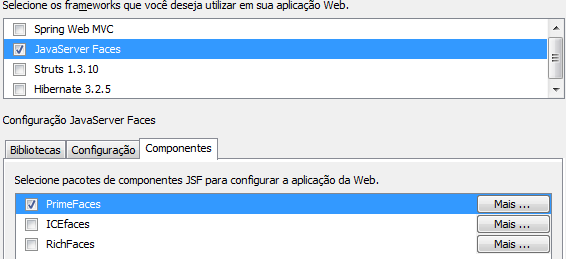 Selecione os frameworks que você deseja utilizar em sua aplicação Web.
Spring Web MVC
JavaServer Faces
Struts 1.3.10
Hibernate 3.2.5
Configuração JavaServer Faces
Bibliotecas Configuração Componentes
Selecione pacotes de componentes JSF para configurar a aplicação da Web.
PrimeFaces Mais ...
ICEfaces Mais ...
RichFaces Mais ...